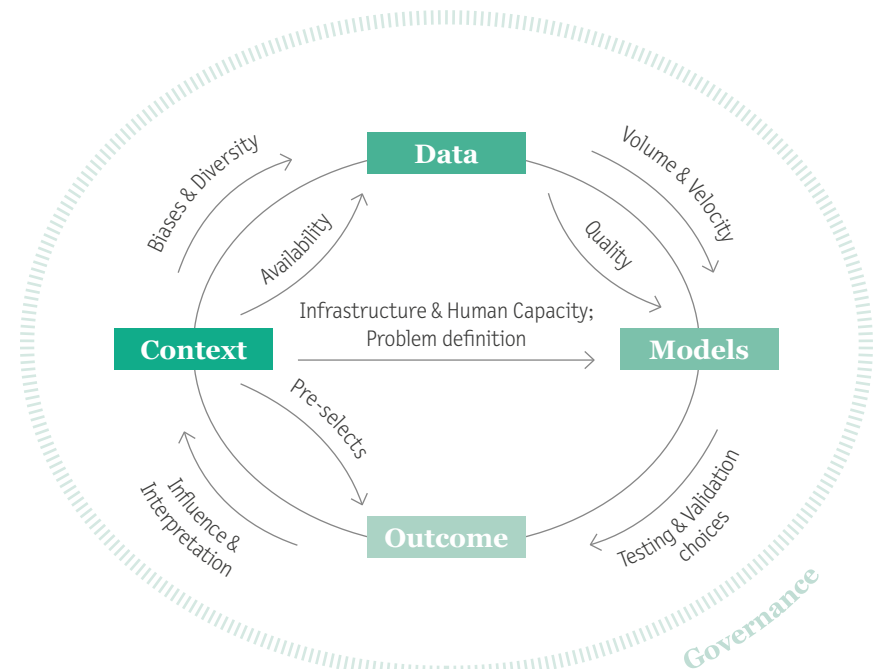 Data
Biases & Diversity
Volume & Velocity
Availability
Quality
Infrastructure & Human Capacity;
Problem definition
Context
Models
Pre-selects
Influence &
Interpretation
Outcome
Testing & Validation
choices
Governance